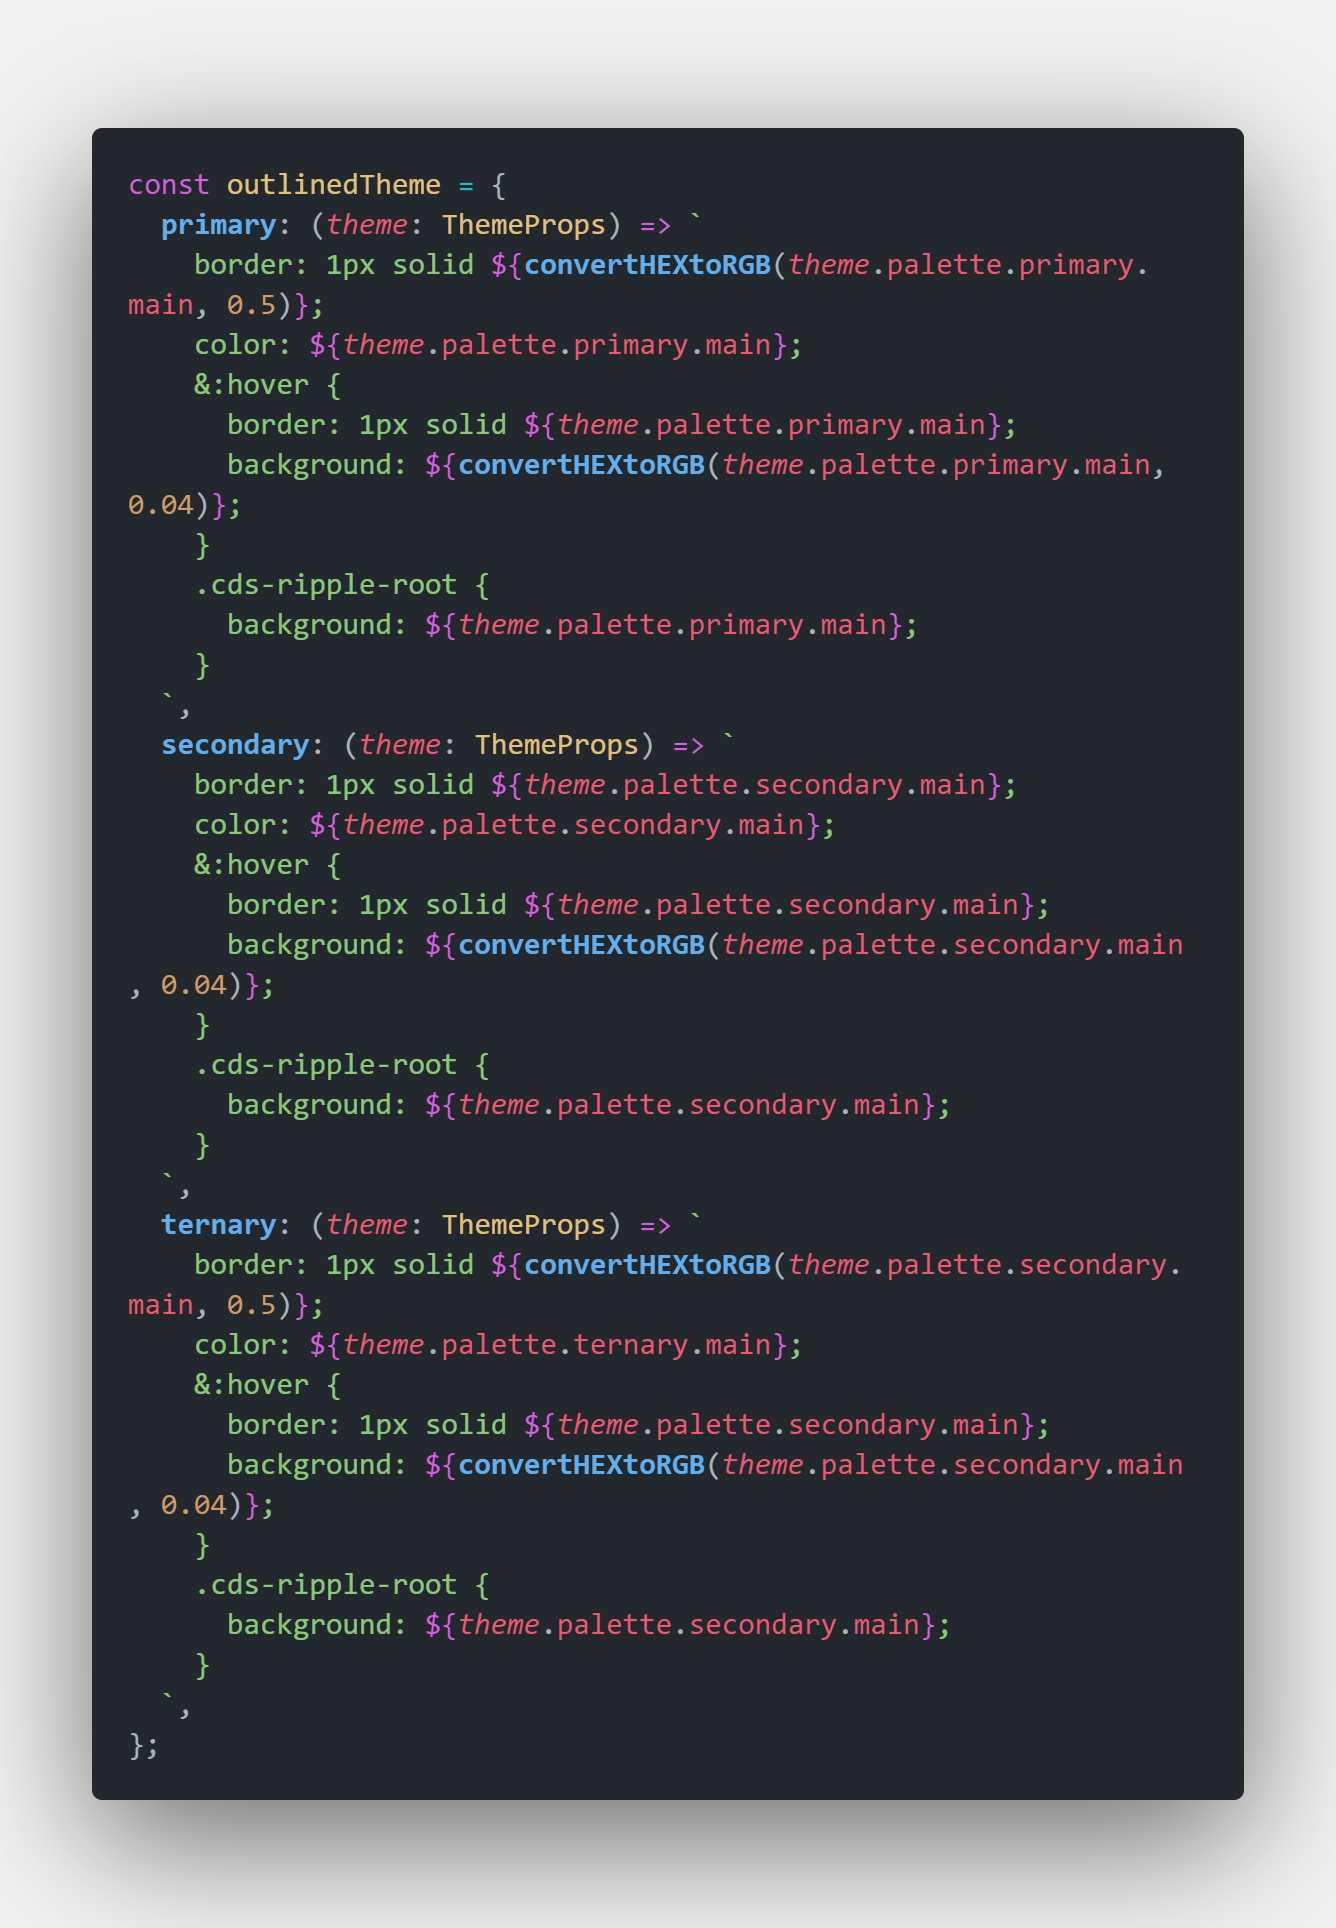 const outlinedTheme = {
  primary: (theme: ThemeProps) => `
    border: 1px solid ${convertHEXtoRGB(theme.palette.primary.
main, 0.5)};
    color: ${theme.palette.primary.main};
    &:hover {
      border: 1px solid ${theme.palette.primary.main};
      background: ${convertHEXtoRGB(theme.palette.primary.main,
0.04)};
    }
    .cds-ripple-root {
      background: ${theme.palette.primary.main};
    }
  `,
  secondary: (theme: ThemeProps) => `
    border: 1px solid ${theme.palette.secondary.main};
    color: ${theme.palette.secondary.main};
    &:hover {
      border: 1px solid ${theme.palette.secondary.main};
      background: ${convertHEXtoRGB(theme.palette.secondary.main
, 0.04)};
    }
    .cds-ripple-root {
      background: ${theme.palette.secondary.main};
    }
  `,
  ternary: (theme: ThemeProps) => `
    border: 1px solid ${convertHEXtoRGB(theme.palette.secondary.
main, 0.5)};
    color: ${theme.palette.ternary.main};
    &:hover {
      border: 1px solid ${theme.palette.secondary.main};
      background: ${convertHEXtoRGB(theme.palette.secondary.main
, 0.04)};
    }
    .cds-ripple-root {
      background: ${theme.palette.secondary.main};
    }
  `,
};